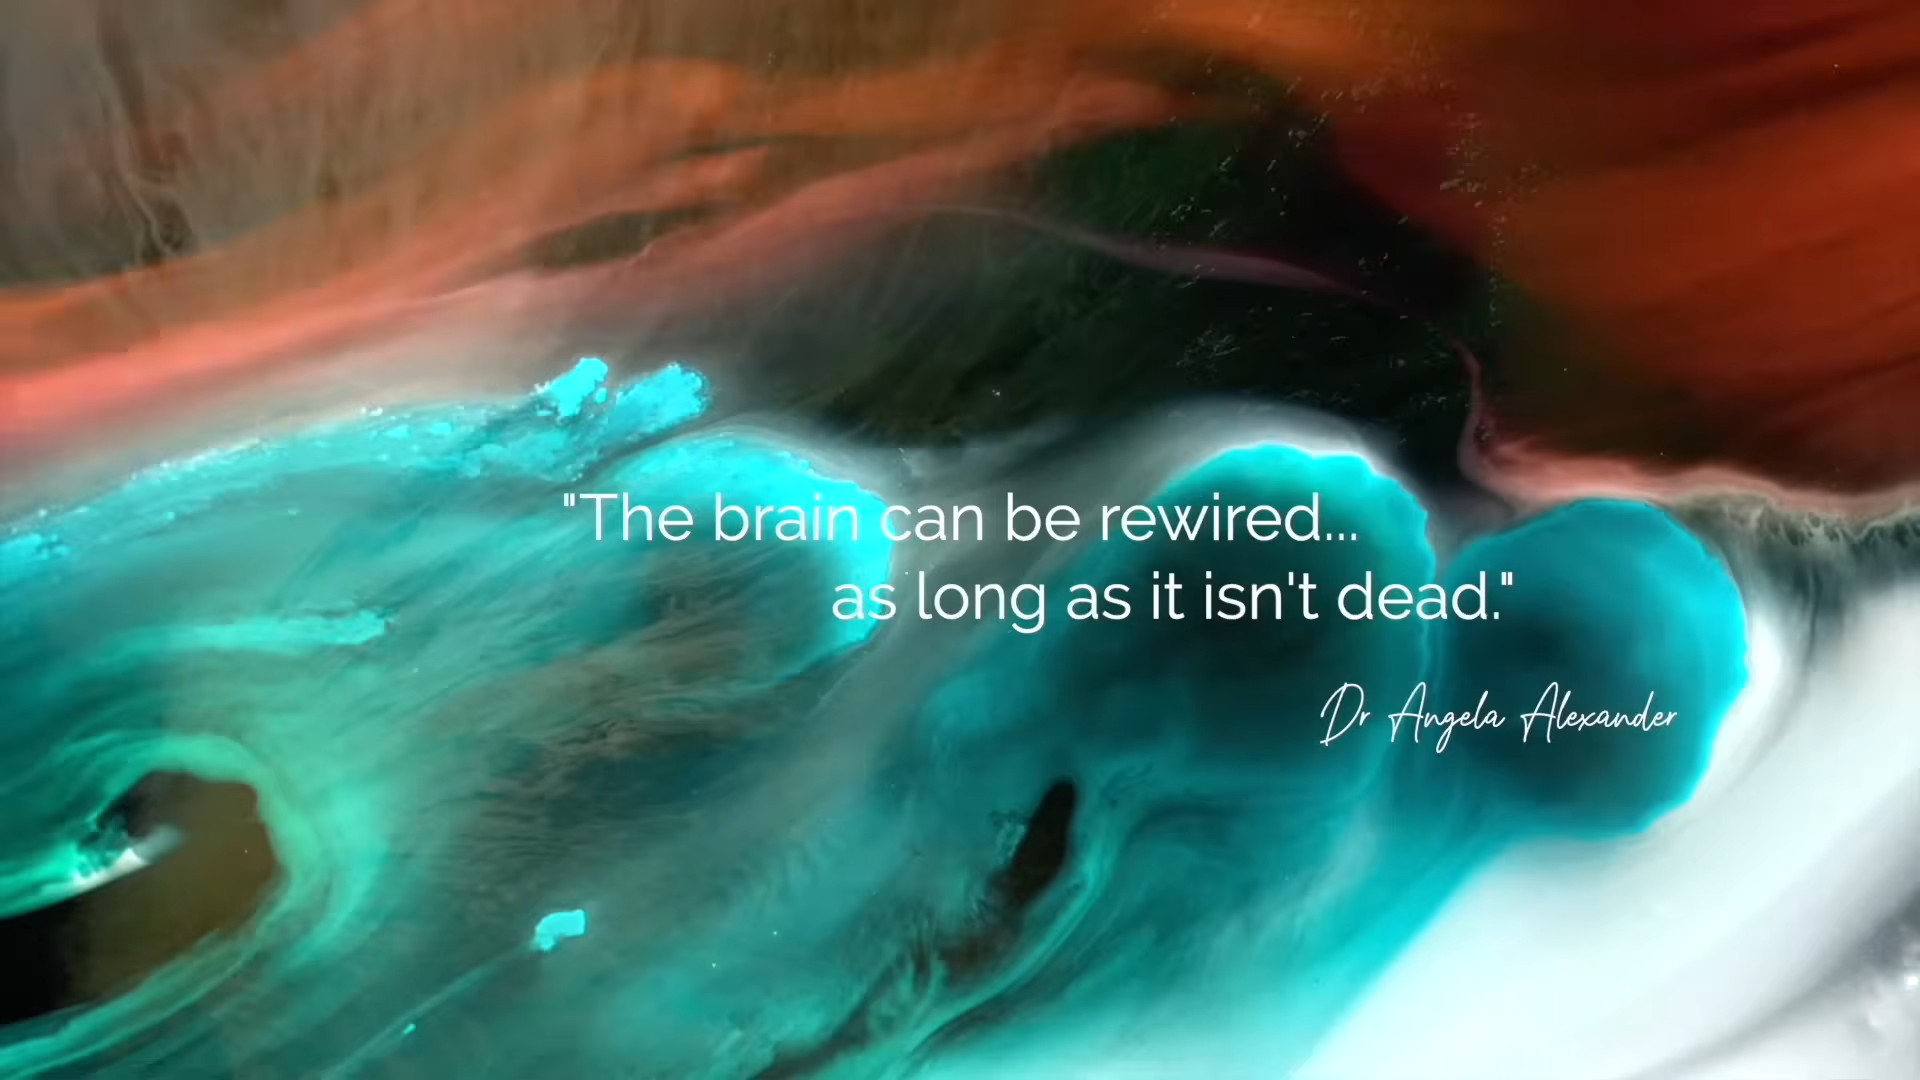 "The brain can be rewired...
as long as it isn't dead."
Dr Angela Alexander